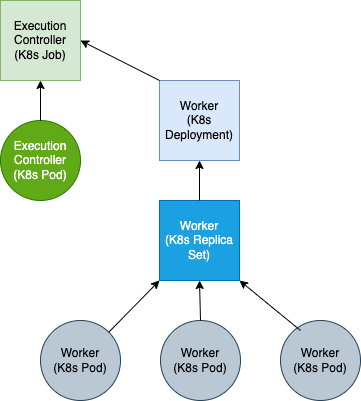 Execution
Controller
(K8s Job)
Worker
(K8s
Deployment)
Execution
Controller
(K8s Pod)
Worker
(K8s Replica
Set)
Worker
(K8s Pod)
Worker
(K8s Pod)
Worker
(K8s Pod)